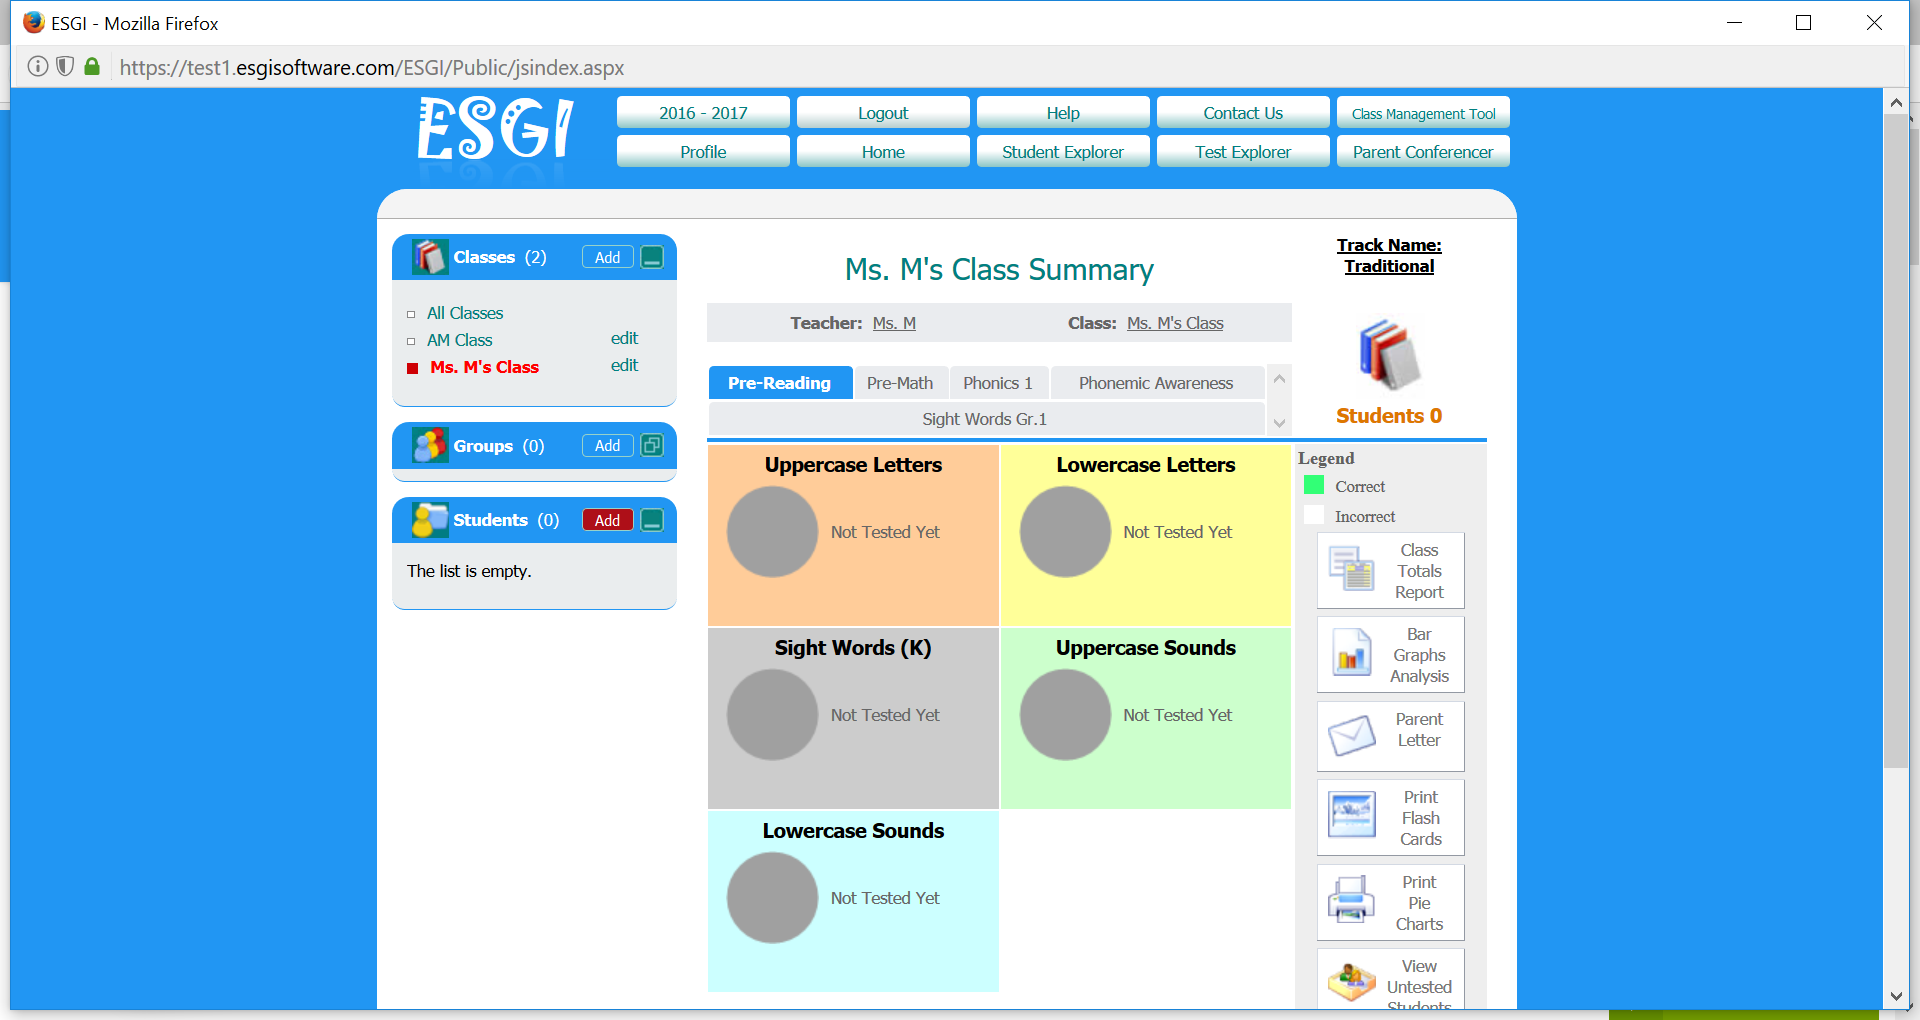 ESGI - Mozilla Firefox
https://test1.esgisoftware.com/ESGI/Public/jsindex.aspx
ESGI
2016 - 2017
Logout
Help
Contact Us
Class Management Tool
Profile
Home
Student Explorer
Test Explorer
Parent Conferencer
Classes (2)
Add
All Classes
AM Class
edit
Ms. M's Class
edit
Groups (0)
Add
Students (0)
Add
The list is empty.
Ms. M's Class Summary
Teacher: Ms. M
Class: Ms. M's Class
Track Name:
Traditional
Students 0
Pre-Reading
Pre-Math
Phonics 1
Phonemic Awareness
Sight Words Gr.1
Uppercase Letters
Not Tested Yet
Lowercase Letters
Not Tested Yet
Sight Words (K)
Not Tested Yet
Uppercase Sounds
Not Tested Yet
Lowercase Sounds
Not Tested Yet
Legend
Correct
Incorrect
Class
Totals
Report
Bar
Graphs
Analysis
Parent
Letter
Print
Flash
Cards
Print
Pie
Charts
View
Untested
Students